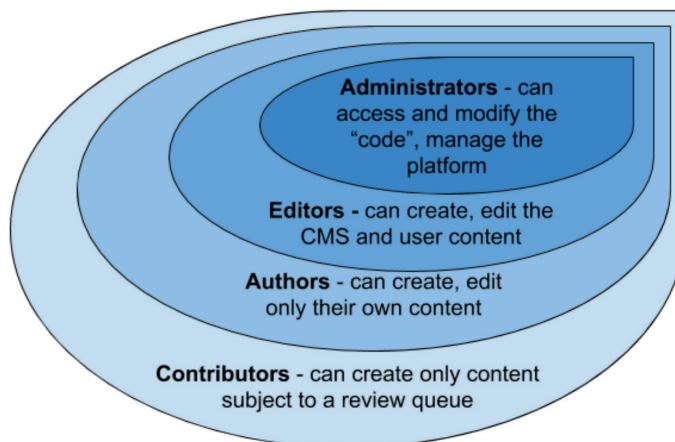 Administrators - can
access and modify the
“code”, manage the
platform
Editors - can create, edit the
CMS and user content
Authors - can create, edit
only their own content
Contributors - can create only content
subject to a review queue